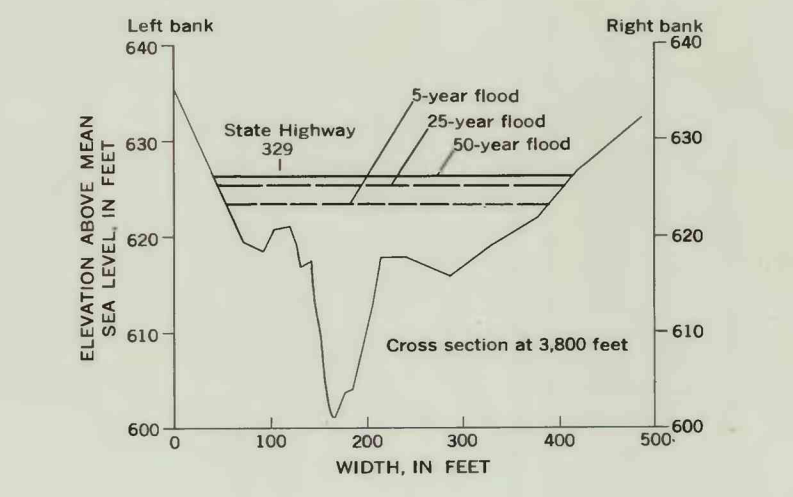 Left bank
Right bank
640
640
5-year flood
25-year flood
State Highway
329
50-year flood
630
630
ELEVATION ABOVE MEAN
SEA LEVEL, IN FEET
620
620
610
610
Cross section at 3,800 feet
600
600
0
100
200
300
400
500
WIDTH, IN FEET